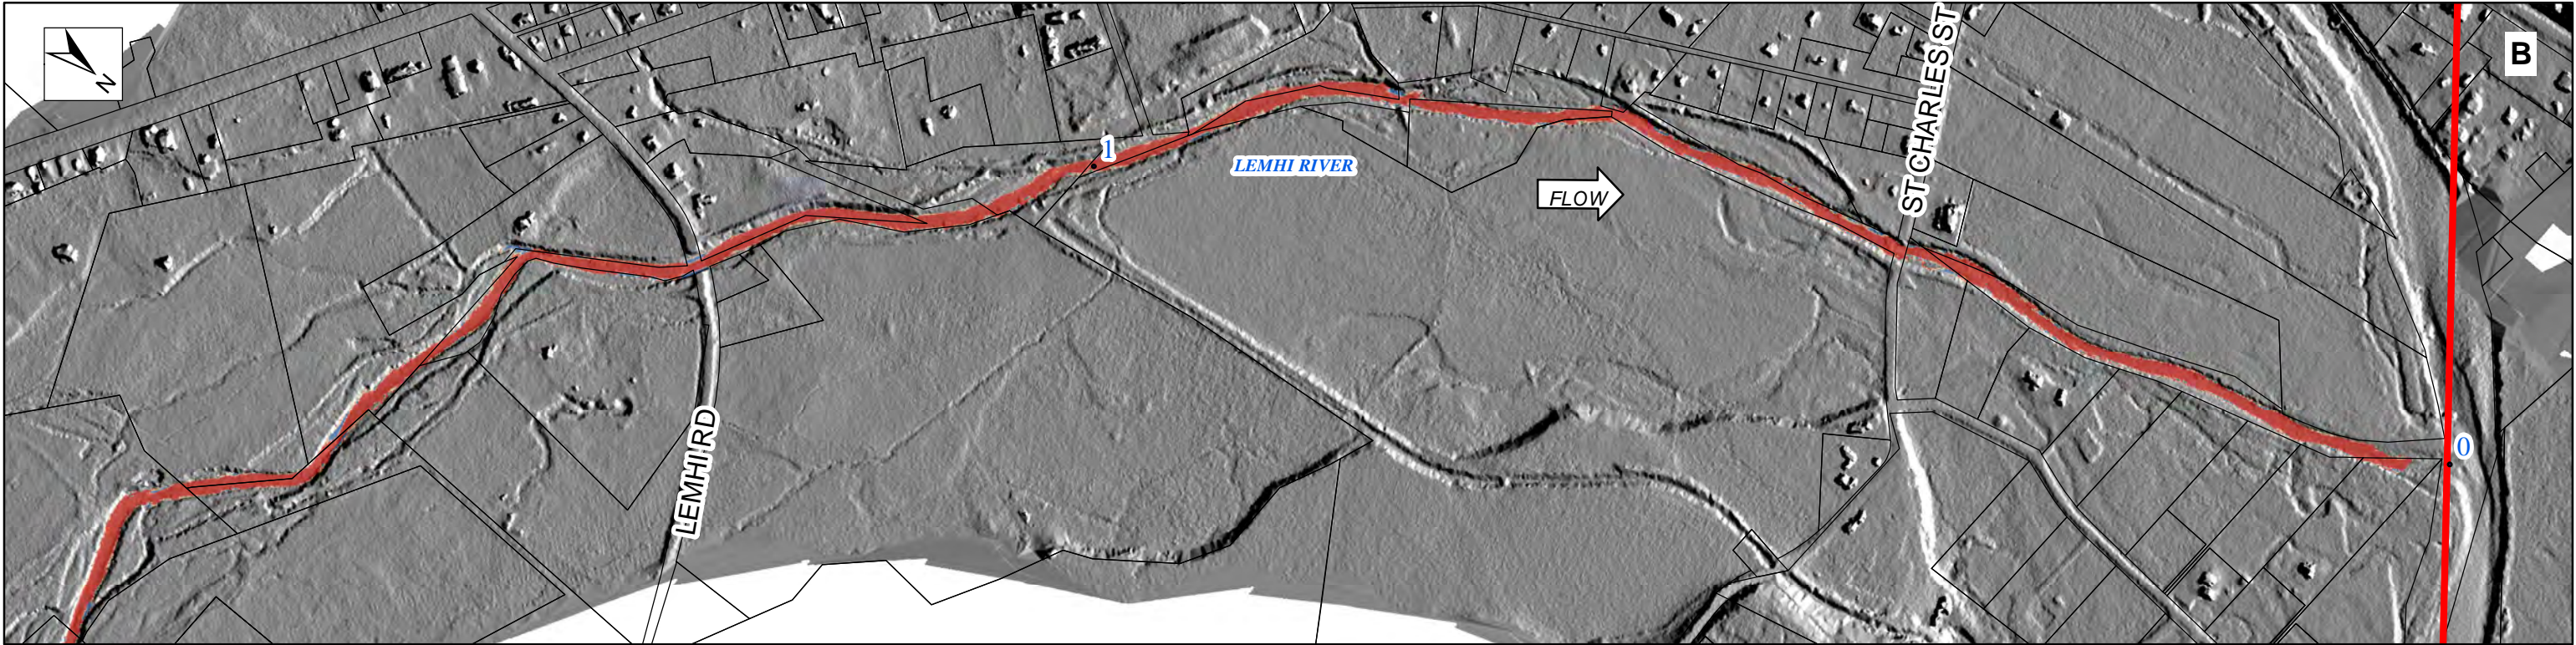 N
B
ST CHARLES ST
1
LEMHI RIVER
FLOW
LEMHI RD
0